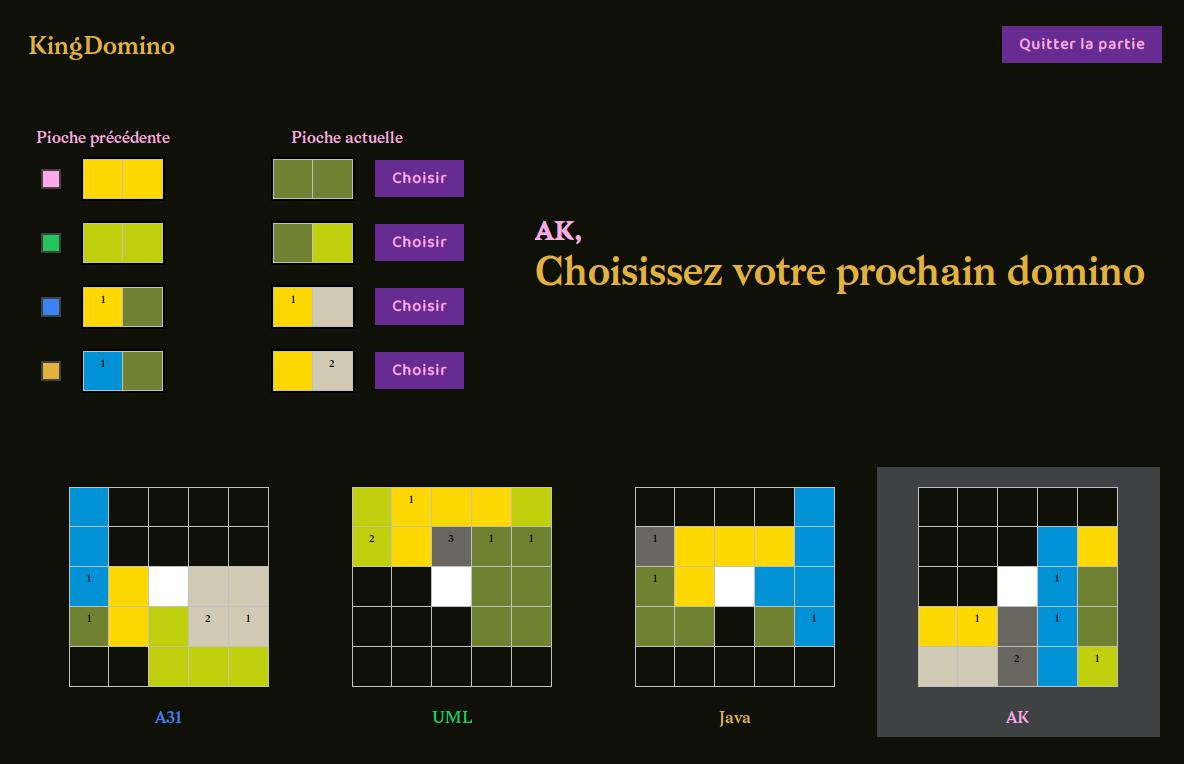 KingDomino
Quitter la partie
Pioche précédente
Pioche actuelle
Choisir
Choisir
1
1
Choisir
1
2
Choisir
AK,
Choisissez votre prochain domino
1
1
2
1
A31
1
2
3
1
1
UML
1
1
1
Java
1
1
1
2
1
AK